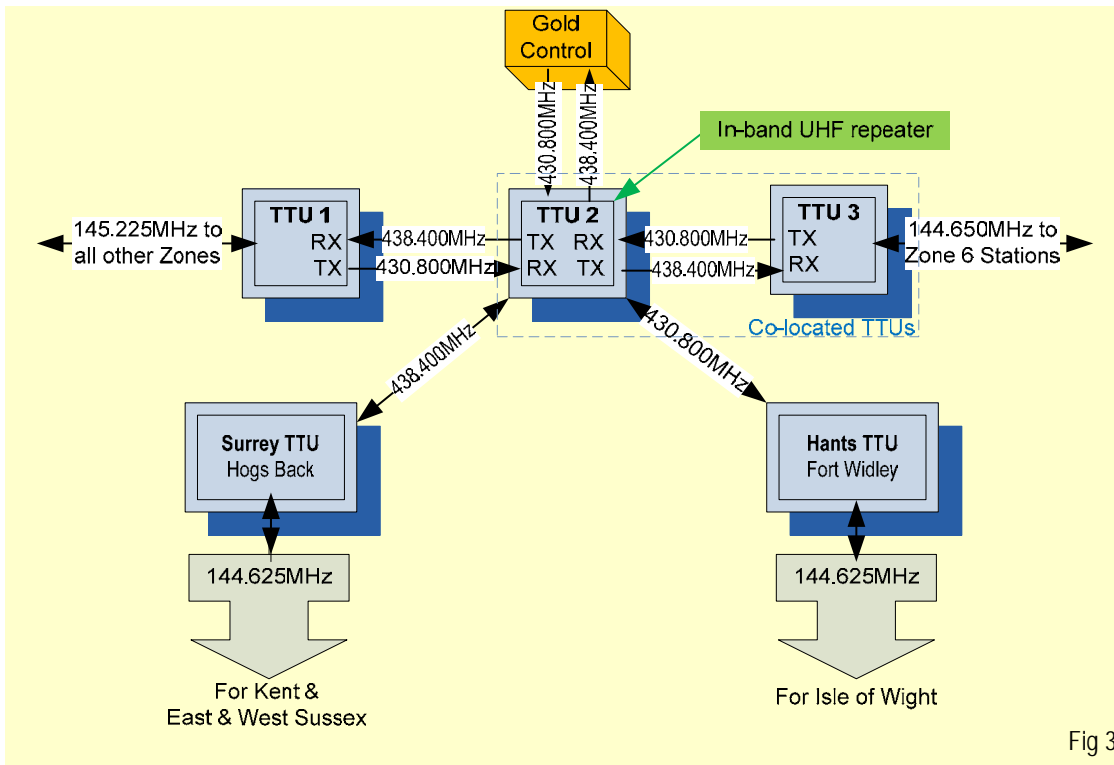 Gold
Control
430.800MHz
438.400MHz
In-band UHF repeater
TTU 1
RX
TX
TTU 2
TX RX
RX TX
TTU 3
TX
RX
145.225MHz to
all other Zones
438.400MHz
430.800MHz
430.800MHz
438.400MHz
144.650MHz to
Zone 6 Stations
Co-located TTUs
438.400MHz
430.800MHz
Surrey TTU
Hogs Back
Hants TTU
Fort Widley
144.625MHz
144.625MHz
For Kent &
East & West Sussex
For Isle of Wight
Fig 3